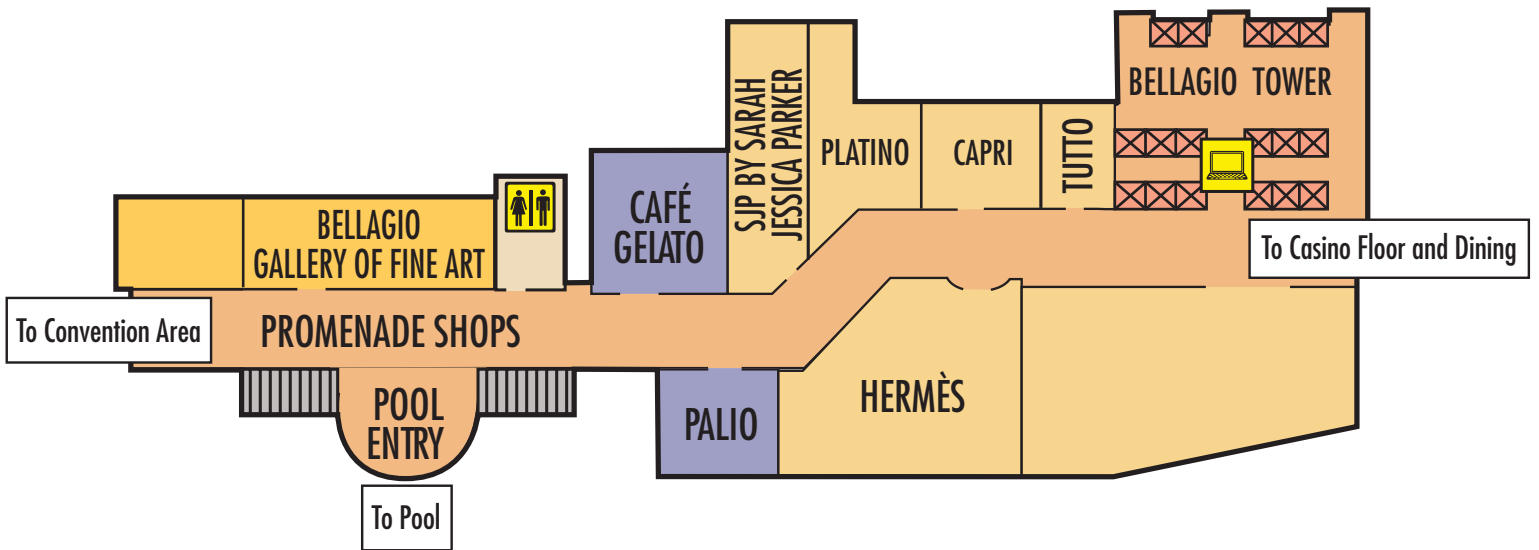 BELLAGIO TOWER
SJP BY SARAH
JESSICA PARKER
PLATINO
CAPRI
TUTTO
CAFÉ
GELATO
BELLAGIO
GALLERY OF FINE ART
To Casino Floor and Dining
To Convention Area
PROMENADE SHOPS
POOL
ENTRY
PALIO
HERMÈS
To Pool